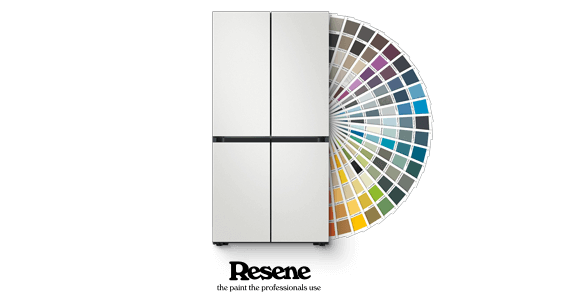 Resene
the paint the professionals use